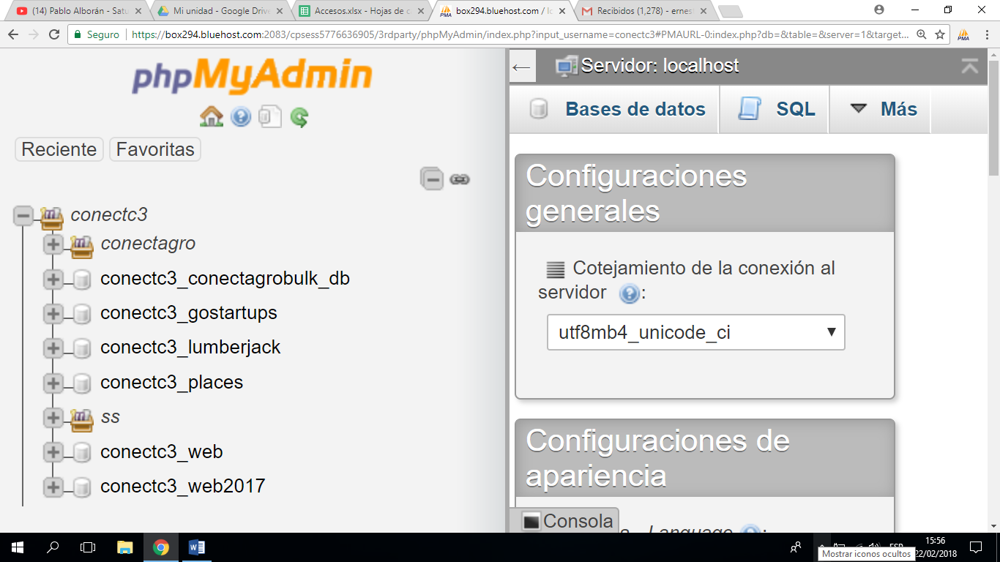 (14) Pablo Alborán - Satu
Mi unidad - Google Drive
Accesos.xlsx - Hojas de c
box294.bluehost.com / lo
Recibidos (1,278) - ernes
Seguro
https://box294.bluehost.com:2083/cpsess5776636905/3rdparty/phpMyAdmin/index.php?input_username=conectc3#PMAURL-0:index.php?db=&table=&server=1&target...
phpMyAdmin
Reciente
Favoritas
conectc3
conectagro
conectc3_conectagrobulk_db
conectc3_gostartups
conectc3_lumberjack
conectc3_places
ss
conectc3_web
conectc3_web2017
Servidor: localhost
Bases de datos
SQL
Más
Configuraciones
generales
Cotejamiento de la conexión al
servidor :
utf8mb4_unicode_ci
Configuraciones de
apariencia
Consola
Language :
15:56
22/02/2018
Mostrar iconos ocultos